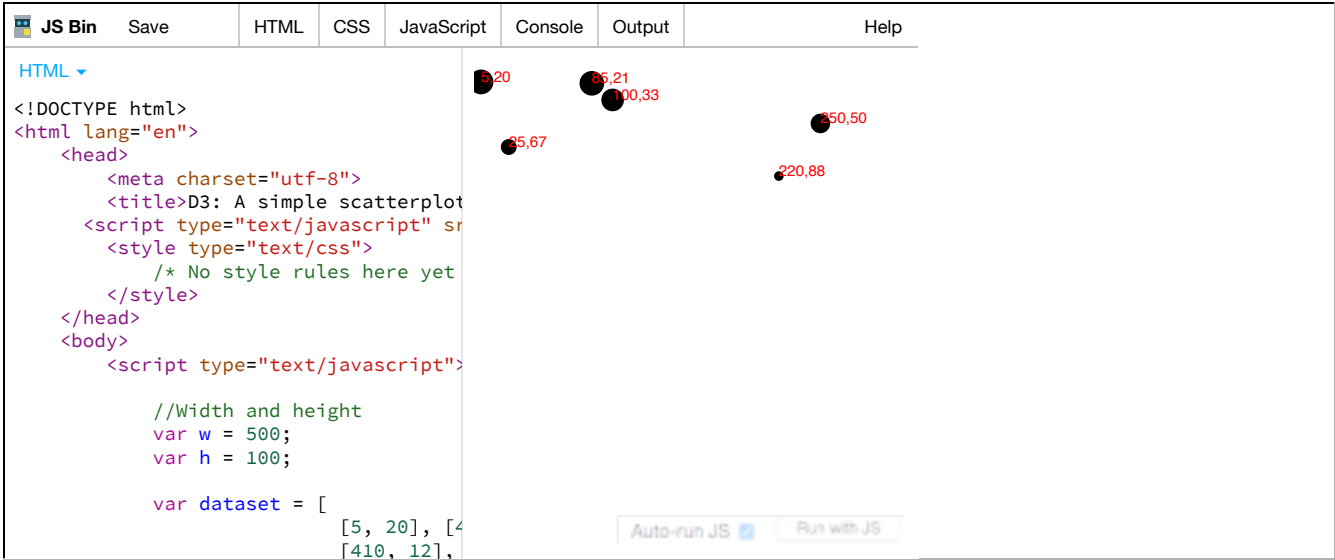 JS Bin Save HTML CSS JavaScript Console Output Help
HTML
<!DOCTYPE html>
<html lang="en">
<head>
<meta charset="utf-8">
<title>D3: A simple scatterplot
<script type="text/javascript" sr
<style type="text/css">
/* No style rules here yet
</style>
</head>
<body>
<script type="text/javascript">
//Width and height
var w = 500;
var h = 100;
var dataset = [
[5, 20], [4
[410, 12],
5,20
85,21
100,33
250,50
25,67
220,88
Auto-run JS Run with JS